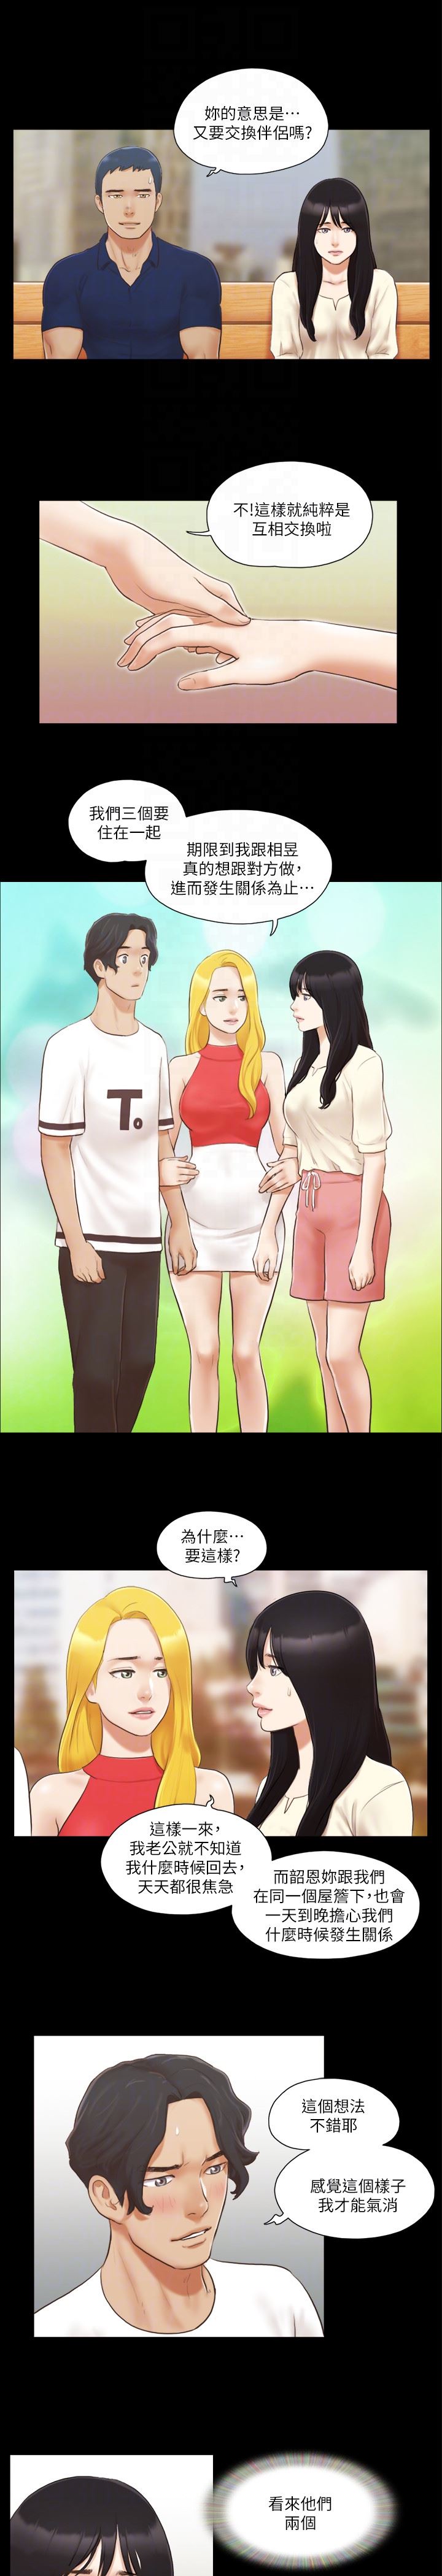 妳的意思是⋯
又要交換伴侶嗎?
不!這樣就純粹是
互相交換啦
我們三個要
住在一起
期限到我跟相昱
真的想跟對方做，
進而發生關係為止⋯
T.
為什麼⋯
要這樣?
這樣一來，
我老公就不知道
我什麼時候回去，
天天都很焦急
而韶恩妳跟我們
在同一個屋簷下，也會
一天到晚擔心我們
什麼時候發生關係
這個想法
不錯耶
感覺這個樣子
我才能氣消
看來他們
兩個